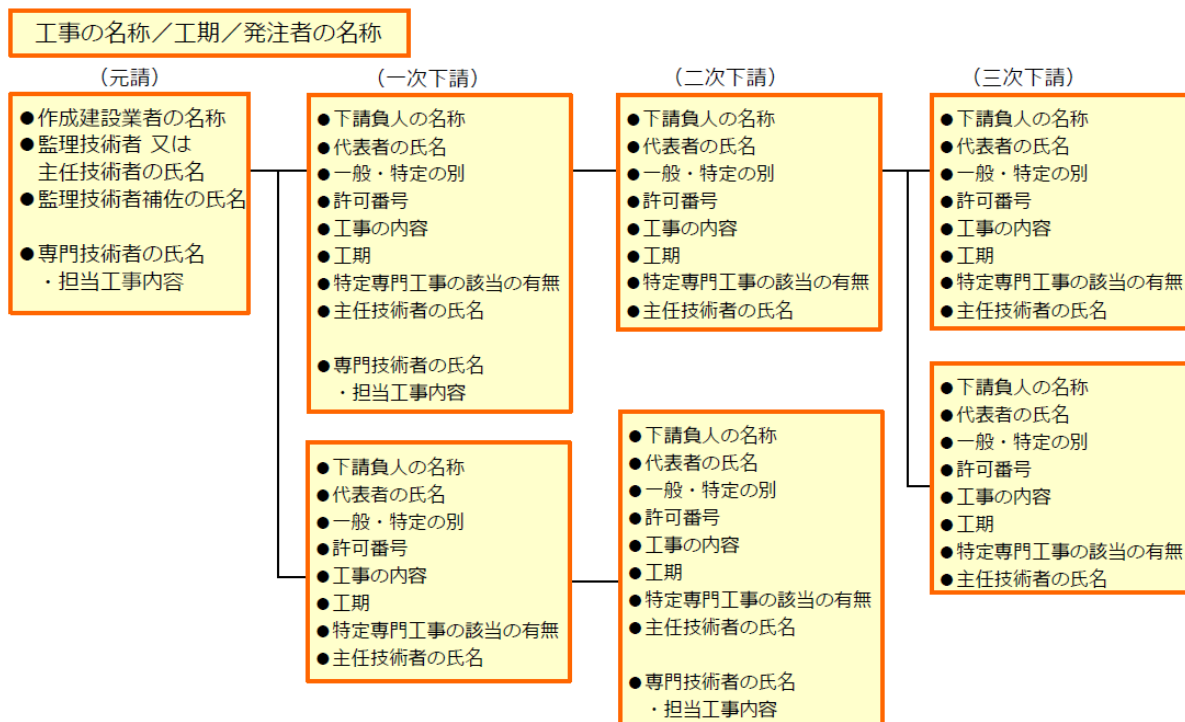 工事の名称／工期／発注者の名称
（元請）
●作成建設業者の名称
●監理技術者 又は
主任技術者の氏名
●監理技術者補佐の氏名
●専門技術者の氏名
・担当工事内容
（一次下請）
●下請負人の名称
●代表者の氏名
●一般・特定の別
●許可番号
●工事の内容
●工期
●特定専門工事の該当の有無
●主任技術者の氏名
●専門技術者の氏名
・担当工事内容
●下請負人の名称
●代表者の氏名
●一般・特定の別
●許可番号
●工事の内容
●工期
●特定専門工事の該当の有無
●主任技術者の氏名
（二次下請）
●下請負人の名称
●代表者の氏名
●一般・特定の別
●許可番号
●工事の内容
●工期
●特定専門工事の該当の有無
●主任技術者の氏名
●下請負人の名称
●代表者の氏名
●一般・特定の別
●許可番号
●工事の内容
●工期
●特定専門工事の該当の有無
●主任技術者の氏名
●専門技術者の氏名
・担当工事内容
（三次下請）
●下請負人の名称
●代表者の氏名
●一般・特定の別
●許可番号
●工事の内容
●工期
●特定専門工事の該当の有無
●主任技術者の氏名
●下請負人の名称
●代表者の氏名
●一般・特定の別
●許可番号
●工事の内容
●工期
●特定専門工事の該当の有無
●主任技術者の氏名